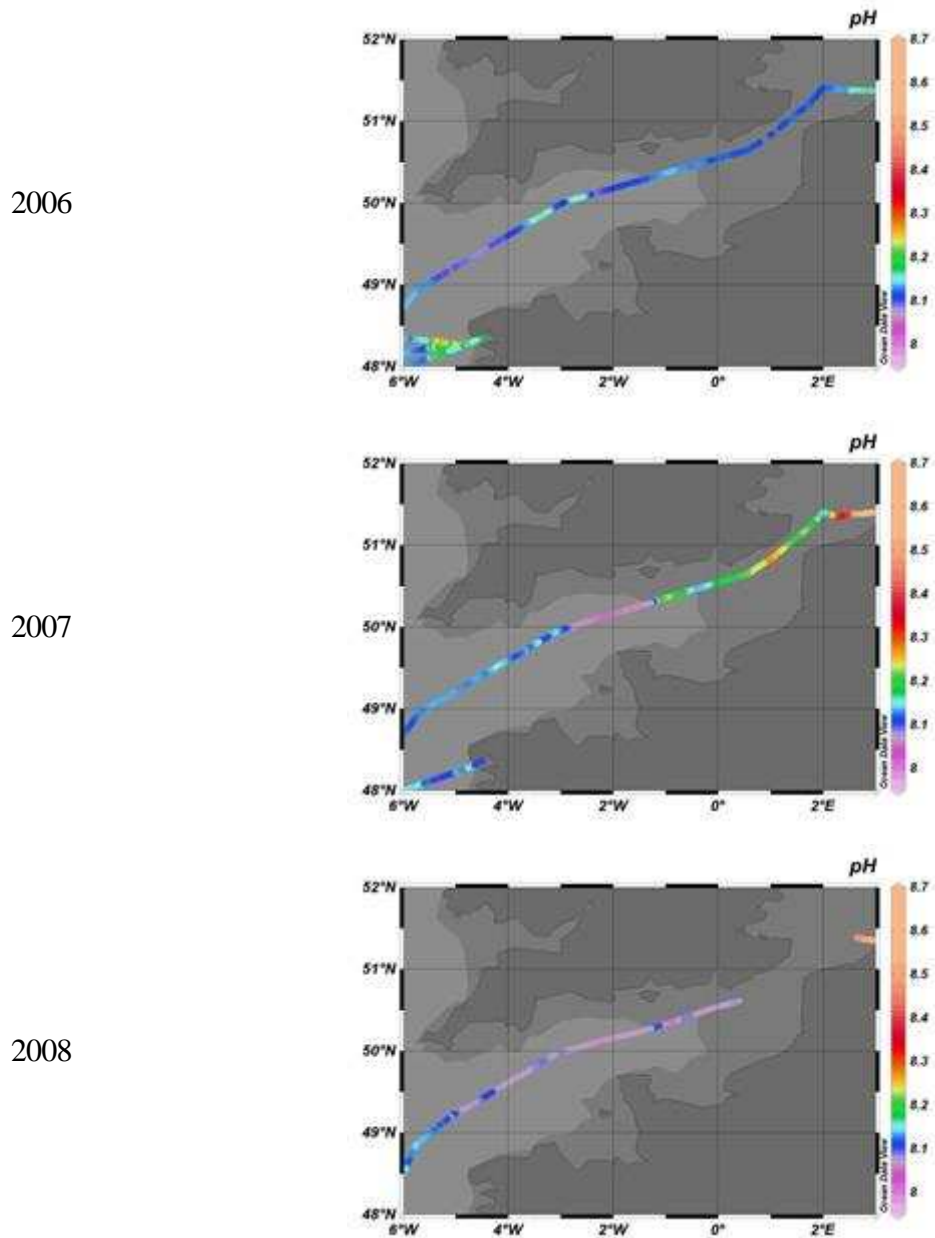 pH
52°N
8.7
8.6
51°N
8.5
2006
8.4
50°N
8.3
8.2
49°N
8.1
Ocean Data View
8
48°N
6°W
4°W
2°W
0°
2°E
pH
52°N
8.7
8.6
51°N
8.5
2007
8.4
50°N
8.3
8.2
49°N
8.1
Ocean Data View
8
48°N
6°W
4°W
2°W
0°
2°E
pH
52°N
8.7
8.6
51°N
8.5
2008
8.4
50°N
8.3
8.2
49°N
8.1
Ocean Data View
8
48°N
6°W
4°W
2°W
0°
2°E